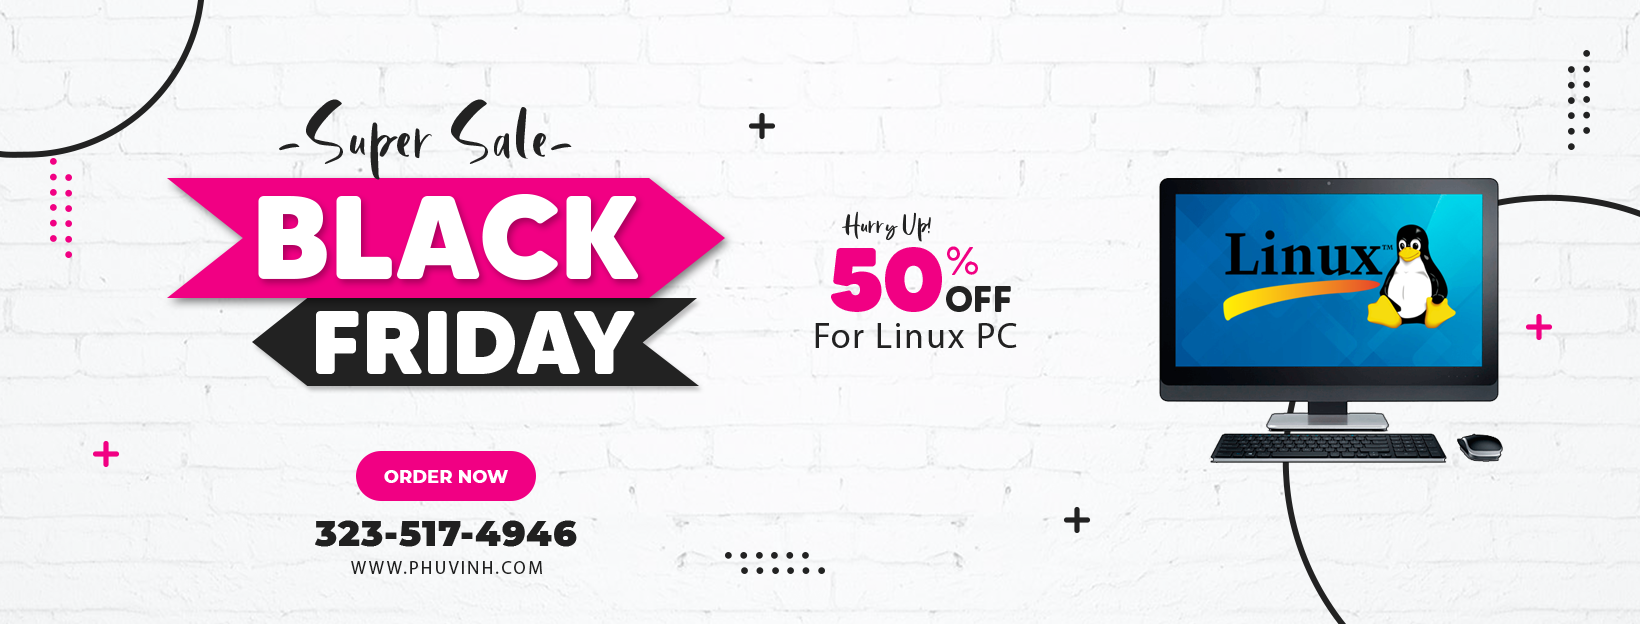 -Super Sale-
BLACK
FRIDAY
ORDER NOW
323-517-4946
WWW.PHUVINH.COM
Hurry Up!
50% OFF
For Linux PC
Linux™